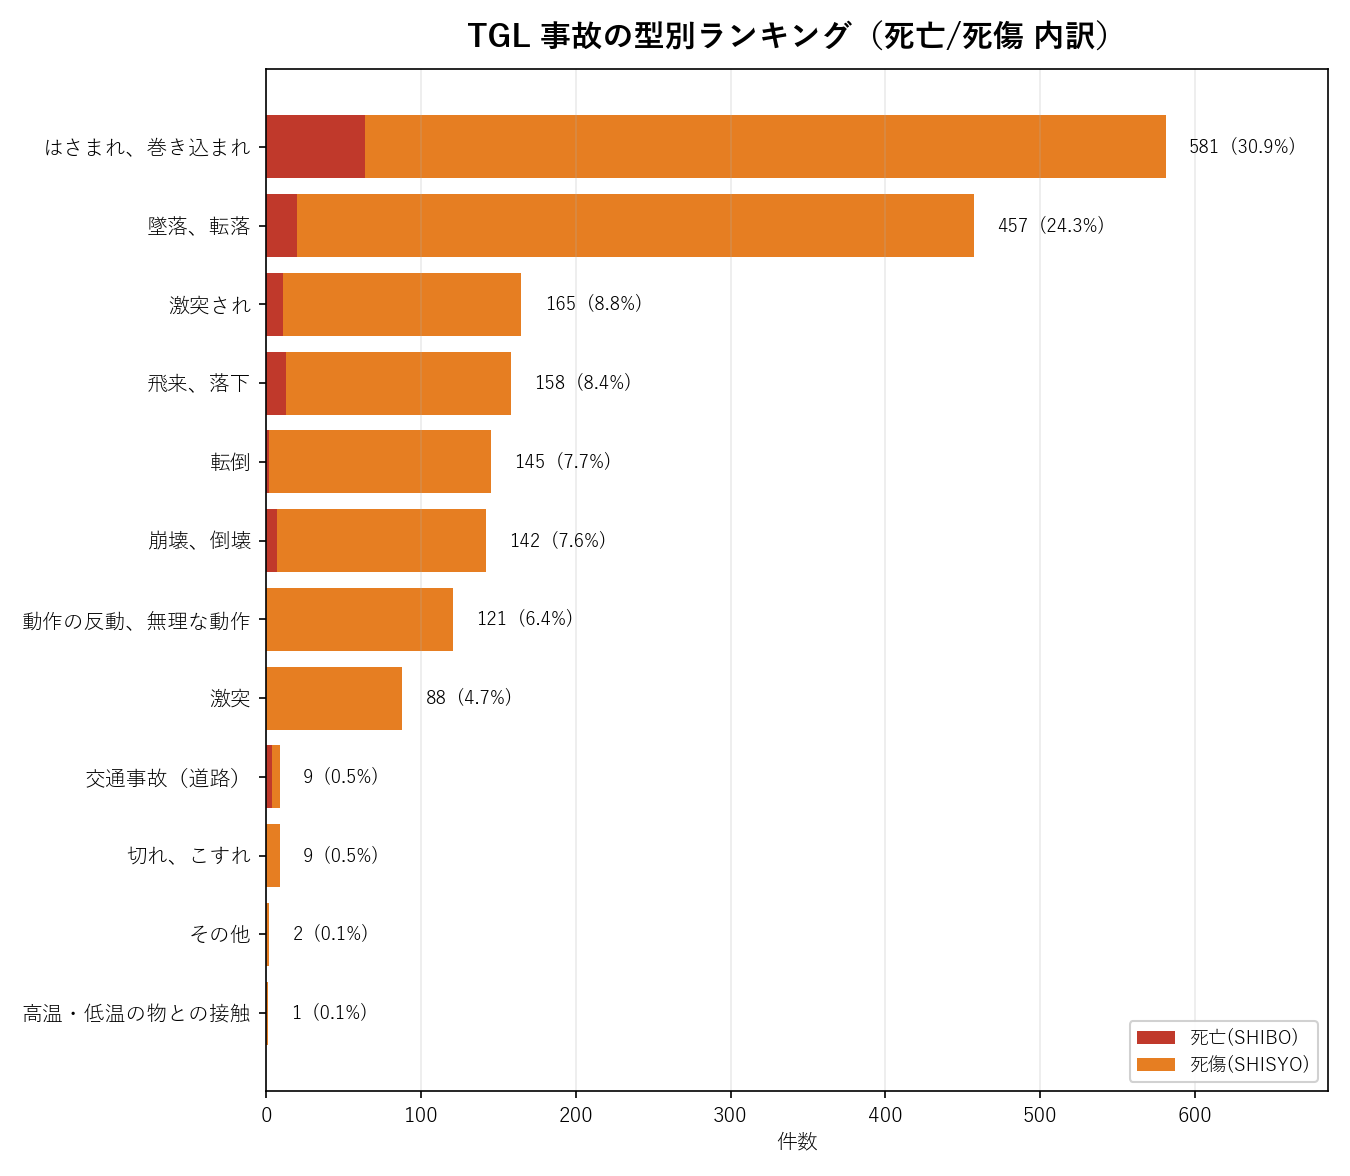 TGL 事故の型別ランキング（死亡/死傷 内訳）
はさまれ、巻き込まれ
581（30.9%）
墜落、転落
457（24.3%）
激突され
165（8.8%）
飛来、落下
158（8.4%）
転倒
145（7.7%）
崩壊、倒壊
142（7.6%）
動作の反動、無理な動作
121（6.4%）
激突
88（4.7%）
交通事故（道路）
9（0.5%）
切れ、こすれ
9（0.5%）
その他
2（0.1%）
高温・低温の物との接触
1（0.1%）
死亡(SHIBO)
死傷(SHISYO)
0 100 200 300 400 500 600
件数